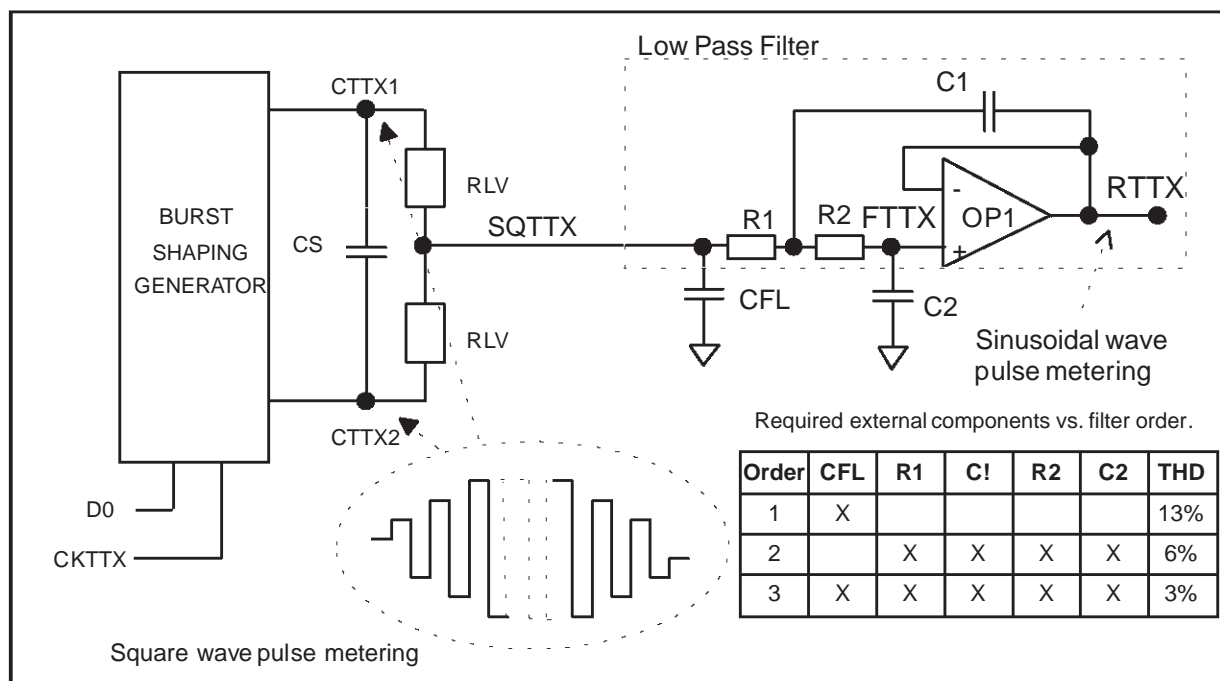 Low Pass Filter
CTTX1
C1
RLV
BURST
SHAPING
GENERATOR
CS
SQTTX
R1
R2
FTTX
-
+
OP1
RTTX
CFL
C2
RLV
Sinusoidal wave
pulse metering
CTTX2
D0
CKTTX
Square wave pulse metering
Required external components vs. filter order.
Order CFL R1 C! R2 C2 THD
1 X 13%
2 X X X X 6%
3 X X X X X 3%